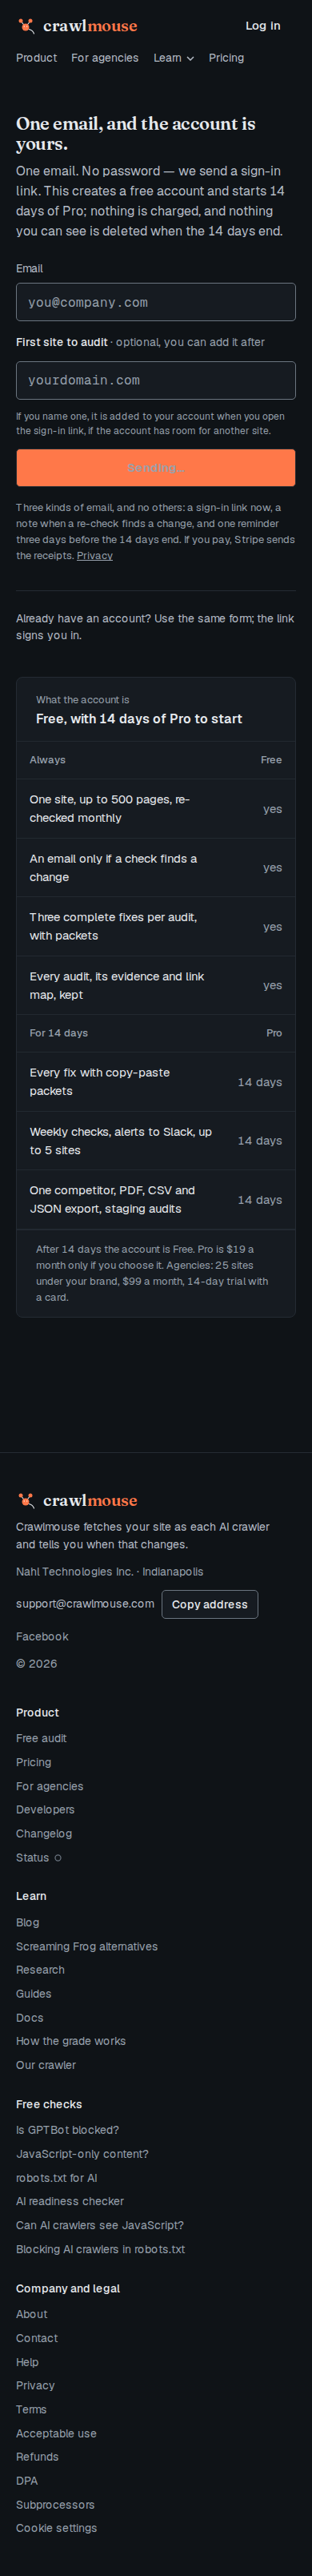 crawlmouse
Log In
Product
For agencies
Learn
Pricing
One email, and the account is
yours.
One email. No password — we send a sign-in
link. This creates a free account and starts 14
days of Pro; nothing is charged, and nothing
you can see is deleted when the 14 days end.
Email
you@company.com
First site to audit · optional, you can add it after
yourdomain.com
If you name one, it is added to your account when you open
the sign-in link, if the account has room for another site.
Sending…
Three kinds of email, and no others: a sign-in link now, a
note when a re-check finds a change, and one reminder
three days before the 14 days end. If you pay, Stripe sends
the receipts. Privacy
Already have an account? Use the same form; the link
signs you in.
What the account is
Free, with 14 days of Pro to start
Always
Free
One site, up to 500 pages, re-
checked monthly
yes
An email only if a check finds a
change
yes
Three complete fixes per audit,
with packets
yes
Every audit, its evidence and link
map, kept
yes
For 14 days
Pro
Every fix with copy-paste
packets
14 days
Weekly checks, alerts to Slack, up
to 5 sites
14 days
One competitor, PDF, CSV and
JSON export, staging audits
14 days
After 14 days the account is Free. Pro is $19 a
month only if you choose it. Agencies: 25 sites
under your brand, $99 a month, 14-day trial with
a card.
crawlmouse
Crawlmouse fetches your site as each AI crawler
and tells you when that changes.
Nahl Technologies Inc. · Indianapolis
support@crawlmouse.com
Copy address
Facebook
© 2026
Product
Free audit
Pricing
For agencies
Developers
Changelog
Status
Learn
Blog
Screaming Frog alternatives
Research
Guides
Docs
How the grade works
Our crawler
Free checks
Is GPTBot blocked?
JavaScript-only content?
robots.txt for AI
AI readiness checker
Can AI crawlers see JavaScript?
Blocking AI crawlers in robots.txt
Company and legal
About
Contact
Help
Privacy
Terms
Acceptable use
Refunds
DPA
Subprocessors
Cookie settings